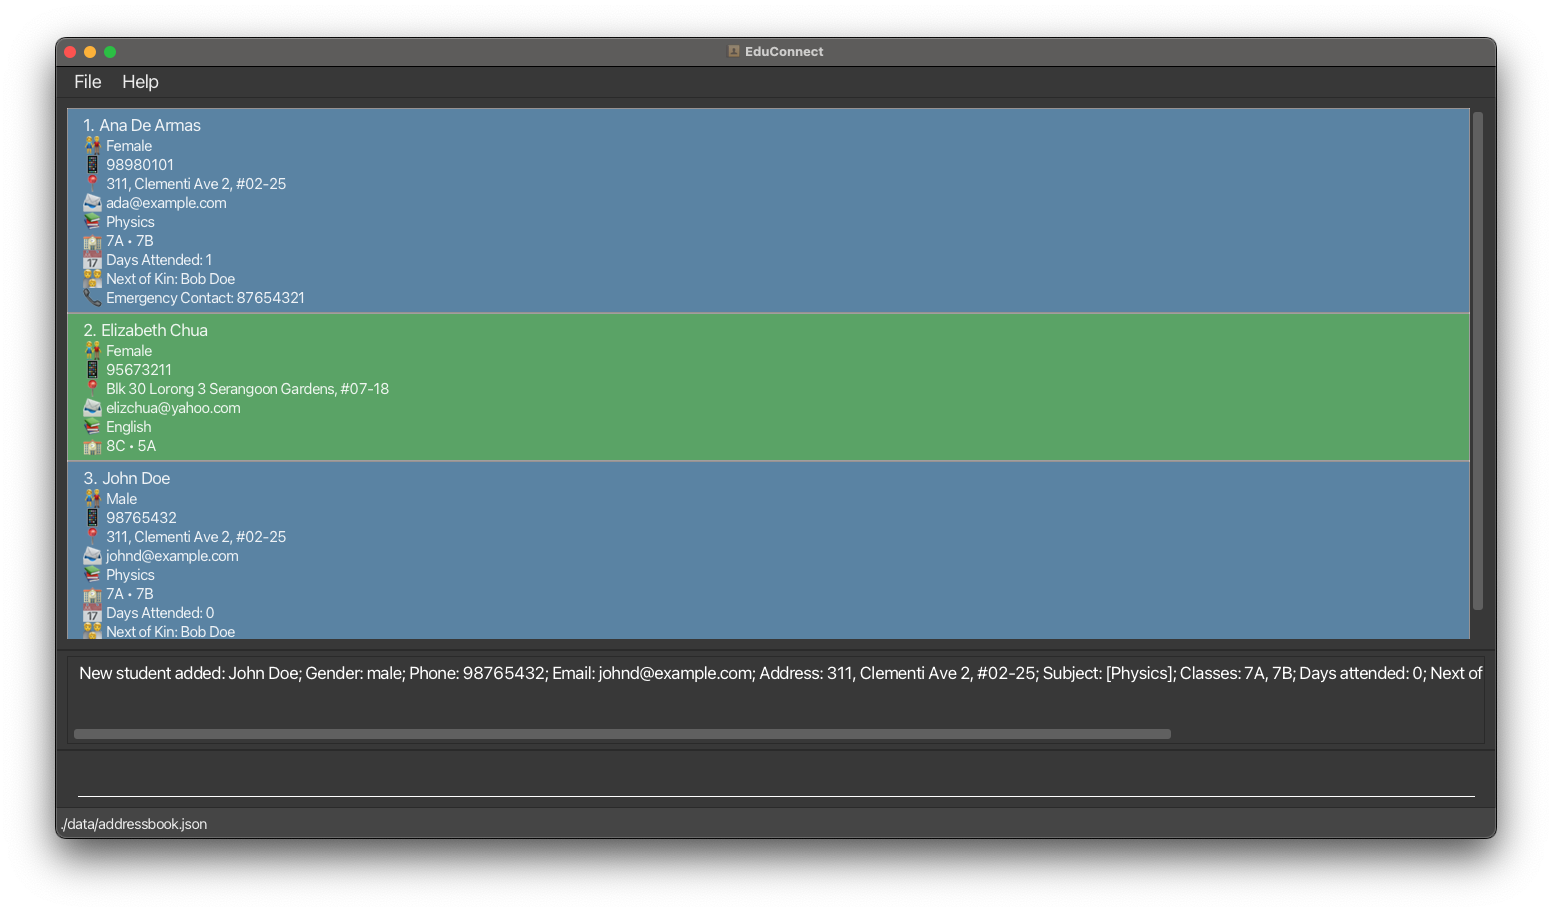 EduConnect
File Help
1. Ana De Armas
Female
98980101
311, Clementi Ave 2, #02-25
ada@example.com
Physics
7A • 7B
17 Days Attended: 1
Next of Kin: Bob Doe
Emergency Contact: 87654321
2. Elizabeth Chua
Female
95673211
Blk 30 Lorong 3 Serangoon Gardens, #07-18
elizchua@yahoo.com
English
8C • 5A
3. John Doe
Male
98765432
311, Clementi Ave 2, #02-25
johnd@example.com
Physics
7A • 7B
17 Days Attended: 0
Next of Kin: Bob Doe
New student added: John Doe; Gender: male; Phone: 98765432; Email: johnd@example.com; Address: 311, Clementi Ave 2, #02-25; Subject: [Physics]; Classes: 7A, 7B; Days attended: 0; Next of
./data/addressbook.json